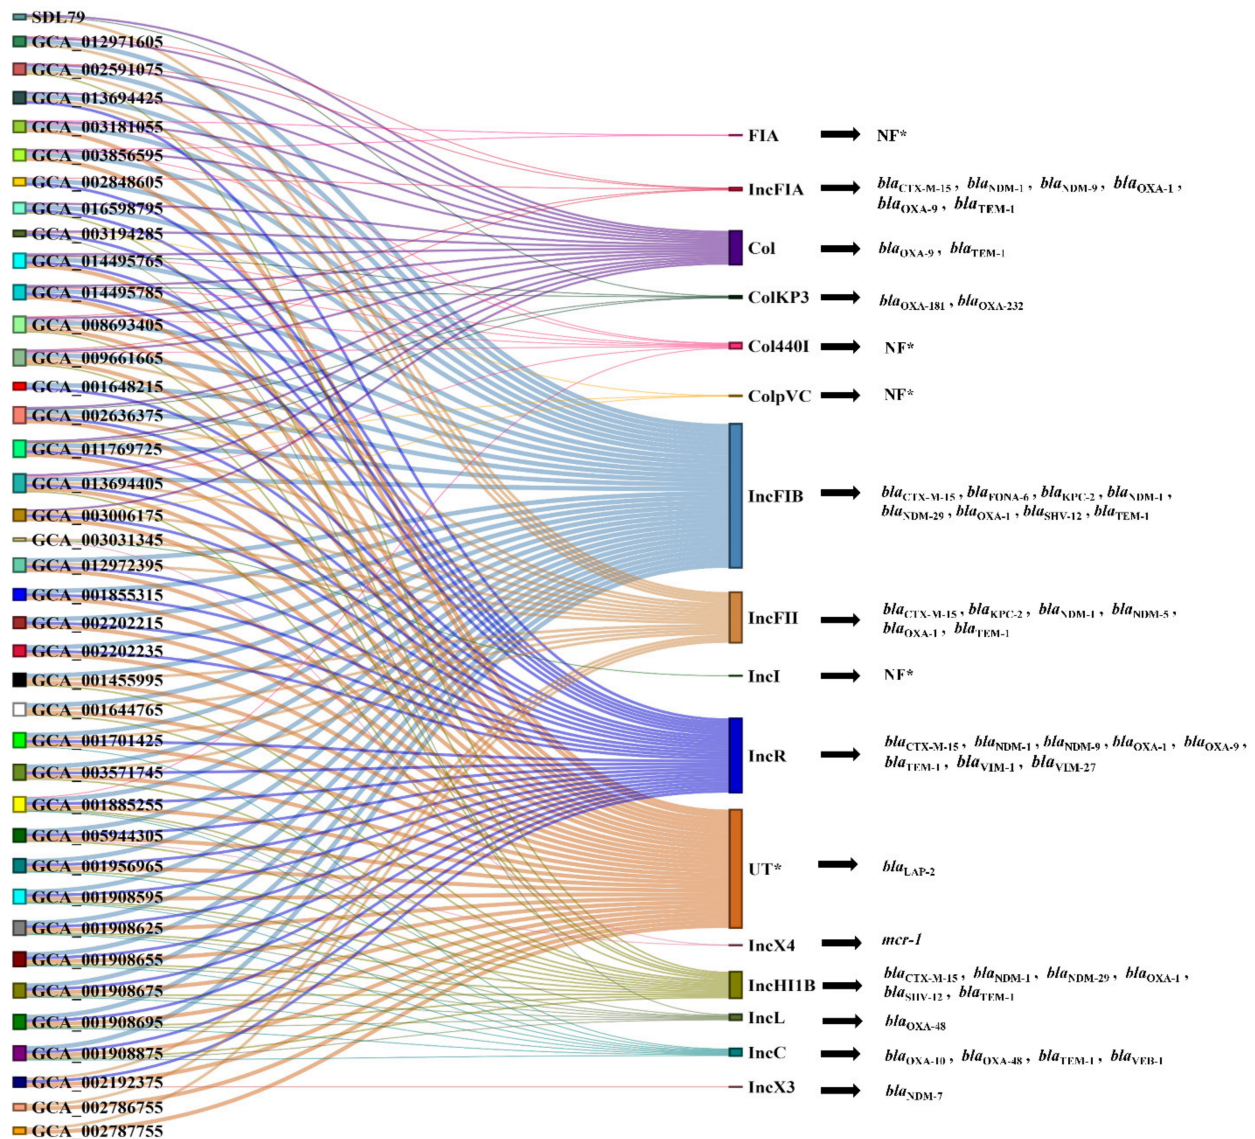 SDL79
GCA_012971605
GCA_002591075
GCA_013694425
GCA_003181055
GCA_003856595
GCA_002848605
GCA_016598795
GCA_003194285
GCA_014495765
GCA_014495785
GCA_008693405
GCA_009661665
GCA_001648215
GCA_002636375
GCA_011769725
GCA_013694405
GCA_003006175
GCA_003031345
GCA_012972395
GCA_001855315
GCA_002202215
GCA_002202235
GCA_001455995
GCA_001644765
GCA_001701425
GCA_003571745
GCA_001885255
GCA_005944305
GCA_001956965
GCA_001908595
GCA_001908625
GCA_001908655
GCA_001908675
GCA_001908695
GCA_001908875
GCA_002192375
GCA_002786755
GCA_002787755
FIA NF*
IncFIA blaCTX-M-15, blaNDM-1, blaNDM-9, blaOXA-1,
blaOXA-9, blaTEM-1
Col blaOXA-9, blaTEM-1
ColKP3 blaOXA-181, blaOXA-232
Col440I NF*
ColpVC NF*
IncFIB blaCTX-M-15, blaFONA-6, blaKPC-2, blaNDM-1,
blaNDM-29, blaOXA-1, blaSHV-12, blaTEM-1
IncFII blaCTX-M-15, blaKPC-2, blaNDM-1, blaNDM-5,
blaOXA-1, blaTEM-1
IncI NF*
IncR blaCTX-M-15, blaNDM-1, blaNDM-9, blaOXA-1, blaOXA-9,
blaTEM-1, blaVIM-1, blaVIM-27
UT* blaLAP-2
IncX4 mcr-1
IncHI1B blaCTX-M-15, blaNDM-1, blaNDM-29, blaOXA-1,
blaSHV-12, blaTEM-1
IncL blaOXA-48
IncC blaOXA-10, blaOXA-48, blaTEM-1, blaVEB-1
IncX3 blaNDM-7